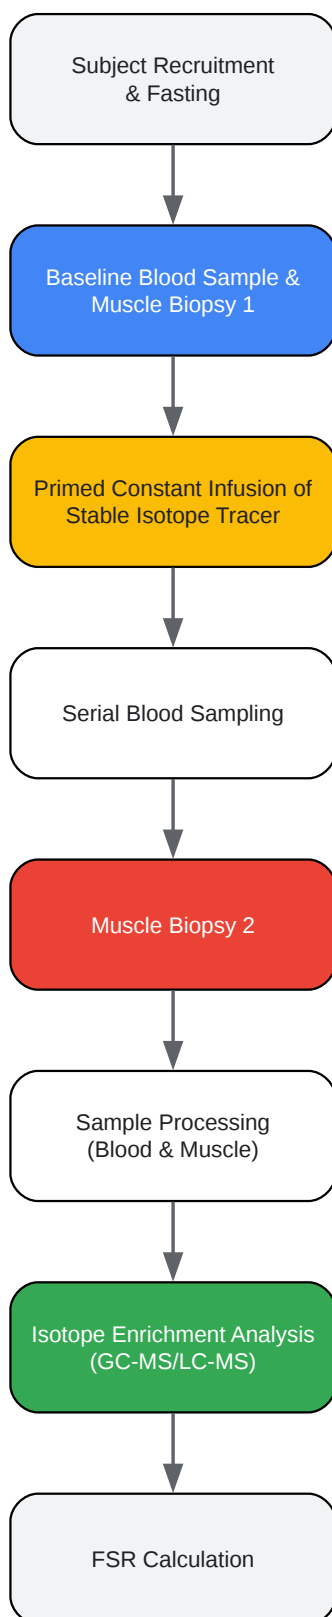 Subject Recruitment
& Fasting
Baseline Blood Sample &
Muscle Biopsy 1
Primed Constant Infusion of
Stable Isotope Tracer
Serial Blood Sampling
Muscle Biopsy 2
Sample Processing
(Blood & Muscle)
Isotope Enrichment Analysis
(GC-MS/LC-MS)
FSR Calculation